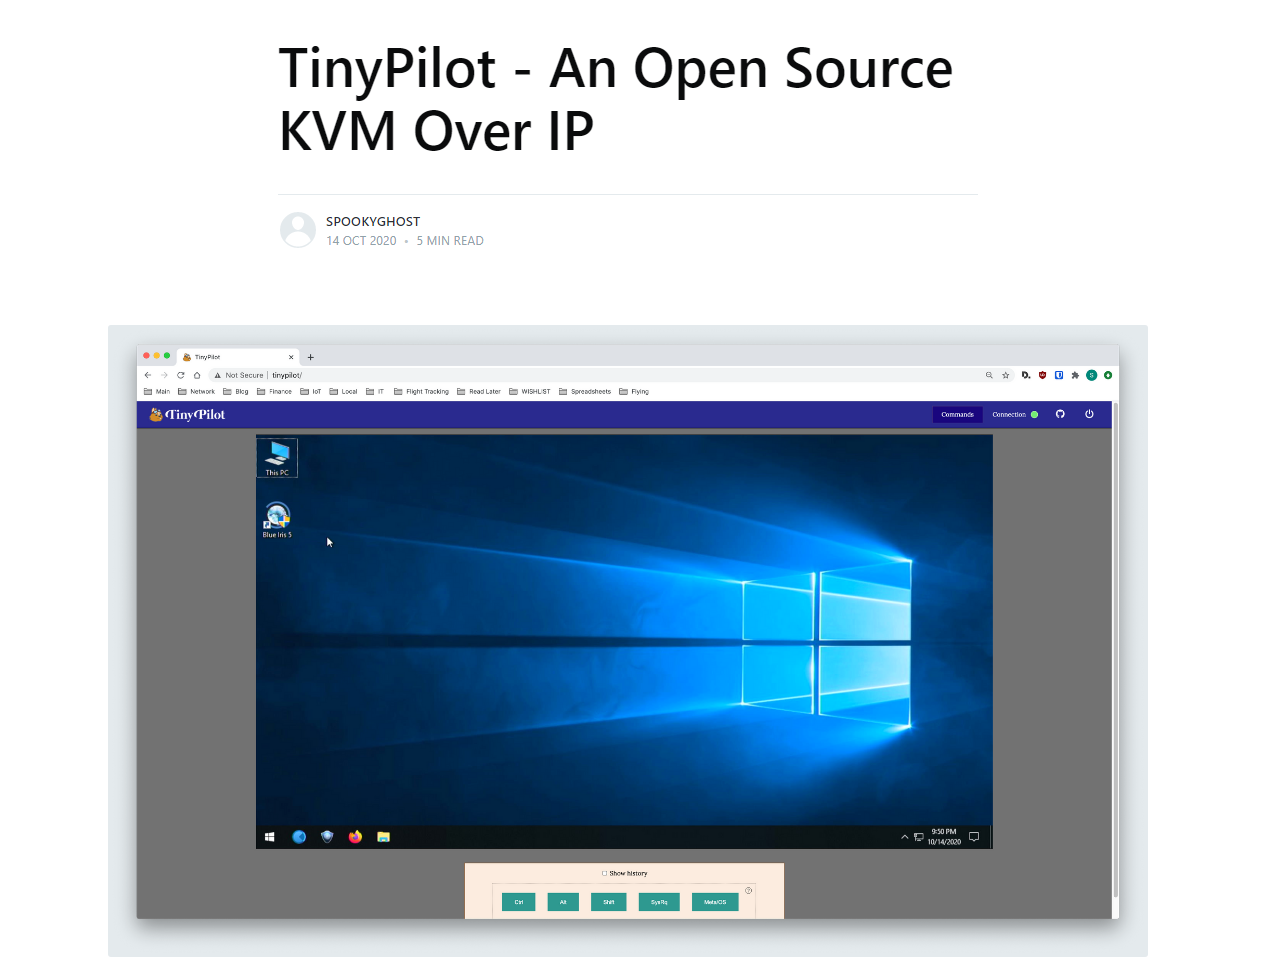 TinyPilot - An Open Source
KVM Over IP
SPOOKYGHOST
14 OCT 2020 • 5 MIN READ
TinyPilot
Not Secure | tinypilot/
Main Network Blog Finance IoT Local IT Flight Tracking Read Later WISHLIST Spreadsheets Flying
TinyPilot Commands Connection
This PC
Blue Iris 5
9:50 PM
10/14/2020
Show history
Ctrl Alt Shift SysRq Meta/OS